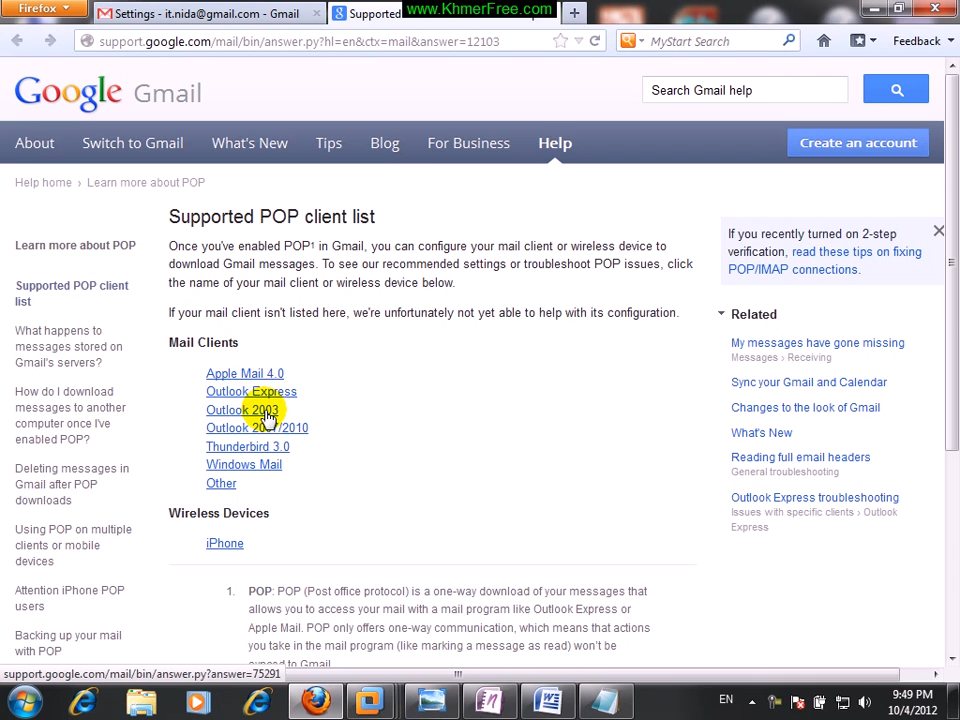 Firefox
Settings - it.nida@gmail.com - Gmail
Supported
www.KhmerFree.com
support.google.com/mail/bin/answer.py?hl=en&ctx=mail&answer=12103
MyStart Search
Feedback
Google Gmail
Search Gmail help
About
Switch to Gmail
What's New
Tips
Blog
For Business
Help
Create an account
Help home › Learn more about POP
Learn more about POP
Supported POP client
list
What happens to
messages stored on
Gmail's servers?
How do I download
messages to another
computer once I've
enabled POP?
Deleting messages in
Gmail after POP
downloads
Using POP on multiple
clients or mobile
devices
Attention iPhone POP
users
Backing up your mail
with POP
Supported POP client list
Once you've enabled POP¹ in Gmail, you can configure your mail client or wireless device to
download Gmail messages. To see our recommended settings or troubleshoot POP issues, click
the name of your mail client or wireless device below.
If your mail client isn't listed here, we're unfortunately not yet able to help with its configuration.
Mail Clients
Apple Mail 4.0
Outlook Express
Outlook 2003
Outlook 2007/2010
Thunderbird 3.0
Windows Mail
Other
Wireless Devices
iPhone
1. POP: POP (Post office protocol) is a one-way download of your messages that
allows you to access your mail with a mail program like Outlook Express or
Apple Mail. POP only offers one-way communication, which means that actions
you take in the mail program (like marking a message as read) won't be
synced to Gmail.
If you recently turned on 2-step
verification, read these tips on fixing
POP/IMAP connections.
Related
My messages have gone missing
Messages › Receiving
Sync your Gmail and Calendar
Changes to the look of Gmail
What's New
Reading full email headers
General troubleshooting
Outlook Express troubleshooting
Issues with specific clients › Outlook
Express
support.google.com/mail/bin/answer.py?answer=75291
EN
9:49 PM
10/4/2012